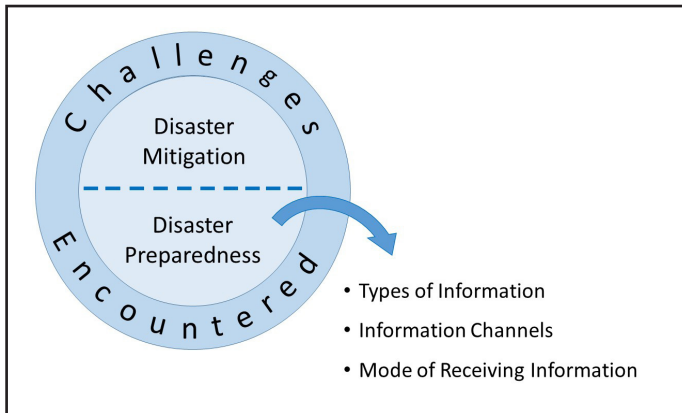 Challenges
Disaster
Mitigation
Disaster
Preparedness
Encountered
• Types of Information
• Information Channels
• Mode of Receiving Information